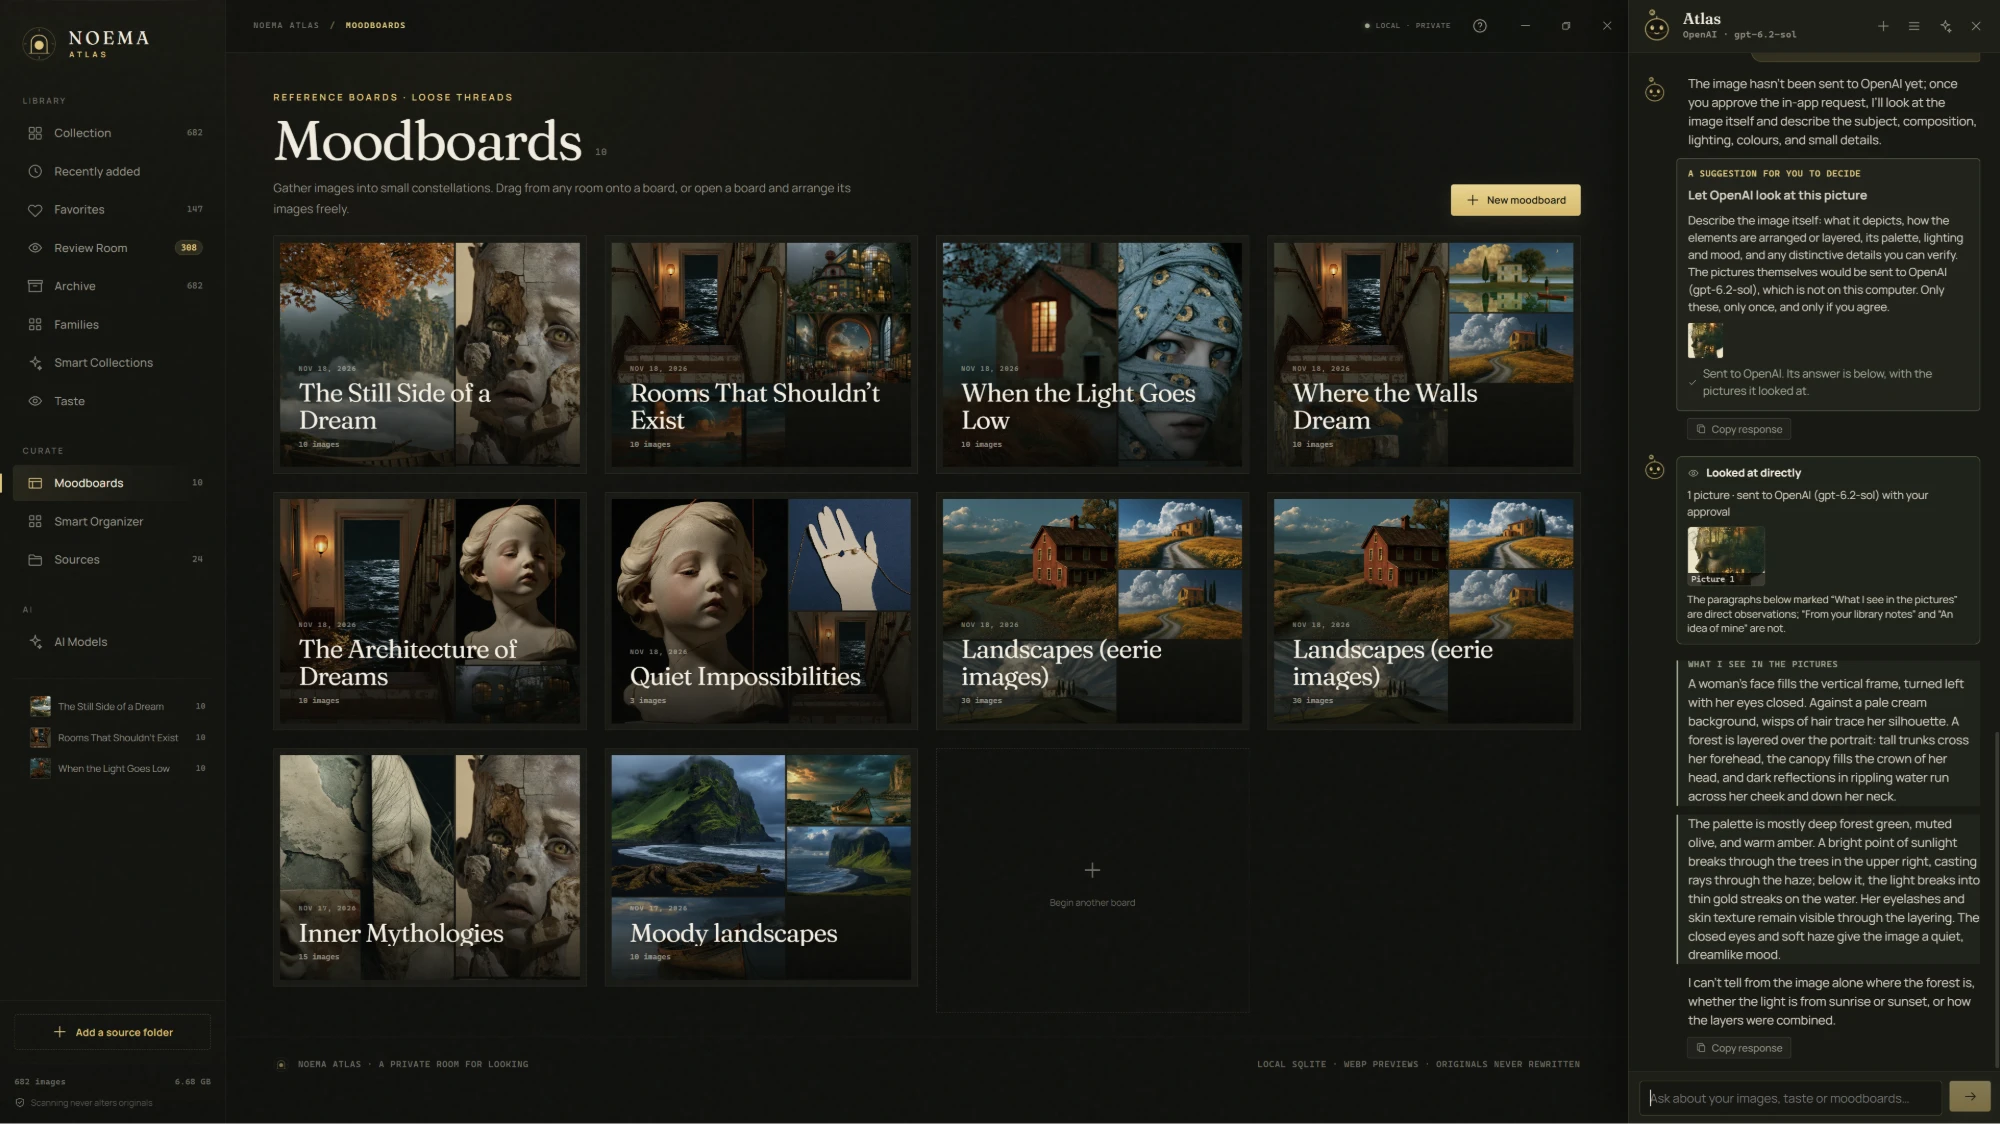 NOEMA
ATLAS
LIBRARY
Collection 682
Recently added
Favorites 147
Review Room 308
Archive 682
Families
Smart Collections
Taste
CURATE
Moodboards 10
Smart Organizer
Sources 24
AI
AI Models
The Still Side of a Dream 10
Rooms That Shouldn't Exist 10
When the Light Goes Low 10
Add a source folder
682 images 6.68 GB
Scanning never alters originals
NOEMA ATLAS / MOODBOARDS
LOCAL · PRIVATE
REFERENCE BOARDS · LOOSE THREADS
Moodboards 10
Gather images into small constellations. Drag from any room onto a board, or open a board and arrange its
images freely.
New moodboard
NOV 18, 2026
The Still Side of a
Dream
10 images
NOV 18, 2026
Rooms That Shouldn't
Exist
10 images
NOV 18, 2026
When the Light Goes
Low
10 images
NOV 18, 2026
Where the Walls
Dream
10 images
NOV 18, 2026
The Architecture of
Dreams
10 images
NOV 18, 2026
Quiet Impossibilities
3 images
NOV 18, 2026
Landscapes (eerie
images)
30 images
NOV 18, 2026
Landscapes (eerie
images)
30 images
NOV 17, 2026
Inner Mythologies
15 images
NOV 17, 2026
Moody landscapes
10 images
Begin another board
NOEMA ATLAS · A PRIVATE ROOM FOR LOOKING
LOCAL SQLITE · WEBP PREVIEWS · ORIGINALS NEVER REWRITTEN
Atlas
OpenAI · gpt-6.2-sol
The image hasn't been sent to OpenAI yet; once
you approve the in-app request, I'll look at the
image itself and describe the subject, composition,
lighting, colours, and small details.
A SUGGESTION FOR YOU TO DECIDE
Let OpenAI look at this picture
Describe the image itself: what it depicts, how the
elements are arranged or layered, its palette, lighting
and mood, and any distinctive details you can verify.
The pictures themselves would be sent to OpenAI
(gpt-6.2-sol), which is not on this computer. Only
these, only once, and only if you agree.
Sent to OpenAI. Its answer is below, with the
pictures it looked at.
Copy response
Looked at directly
1 picture · sent to OpenAI (gpt-6.2-sol) with your
approval
Picture 1
The paragraphs below marked "What I see in the pictures"
are direct observations; "From your library notes" and "An
idea of mine" are not.
WHAT I SEE IN THE PICTURES
A woman's face fills the vertical frame, turned left
with her eyes closed. Against a pale cream
background, wisps of hair trace her silhouette. A
forest is layered over the portrait: tall trunks cross
her forehead, the canopy fills the crown of her
head, and dark reflections in rippling water run
across her cheek and down her neck.
The palette is mostly deep forest green, muted
olive, and warm amber. A bright point of sunlight
breaks through the trees in the upper right, casting
rays through the haze; below it, the light breaks into
thin gold streaks on the water. Her eyelashes and
skin texture remain visible through the layering. The
closed eyes and soft haze give the image a quiet,
dreamlike mood.
I can't tell from the image alone where the forest is,
whether the light is from sunrise or sunset, or how
the layers were combined.
Copy response
Ask about your images, taste or moodboards...